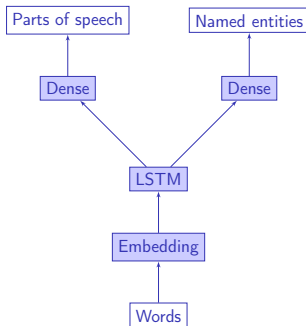 Parts of speech
Named entities
Dense
Dense
LSTM
Embedding
Words